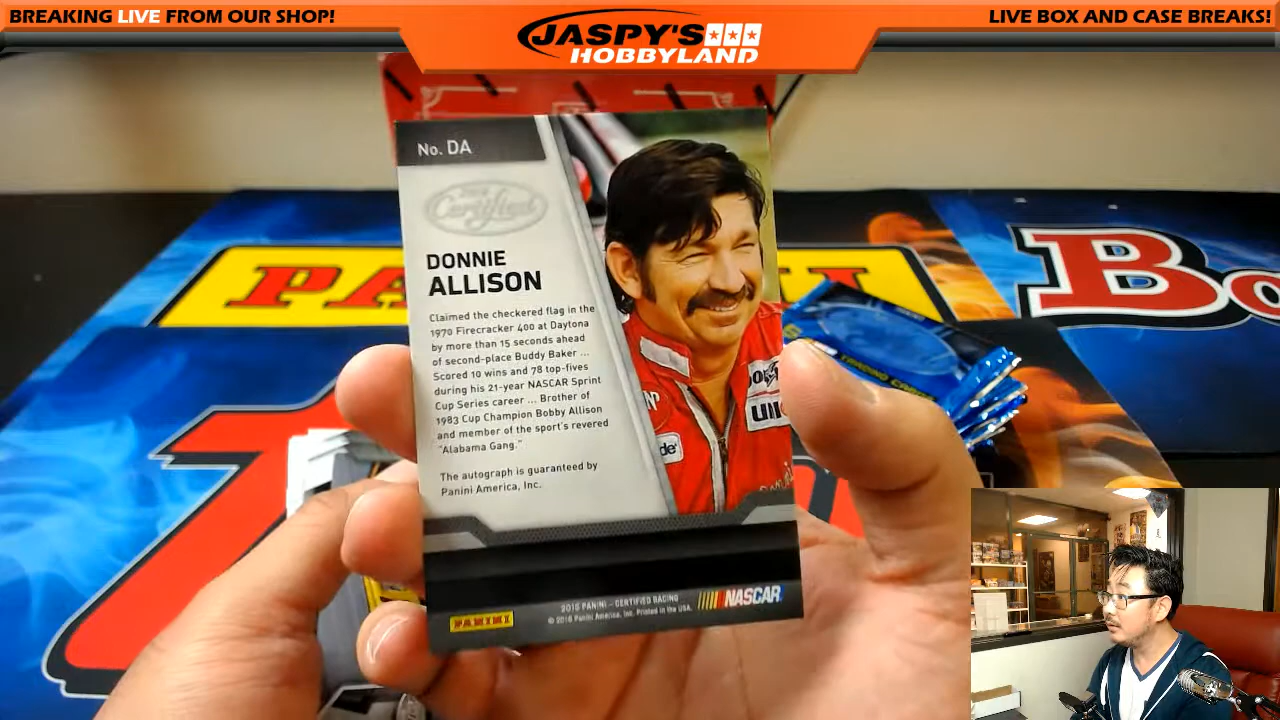 BREAKING LIVE FROM OUR SHOP!
JASPY'S
HOBBYLAND
LIVE BOX AND CASE BREAKS!
No. DA
Certified
DONNIE
ALLISON
Claimed the checkered flag in the
1970 Firecracker 400 at Daytona
by more than 15 seconds ahead
of second-place Buddy Baker ...
Scored 10 wins and 78 top-fives
during his 21-year NASCAR Sprint
Cup Series career ... Brother of
1983 Cup Champion Bobby Allison
and member of the sport's revered
"Alabama Gang."
The autograph is guaranteed by
Panini America, Inc.
PANINI
2016 PANINI – CERTIFIED RACING
© 2016 Panini America, Inc. Printed in the USA.
NASCAR
PA
Bo
TRADING